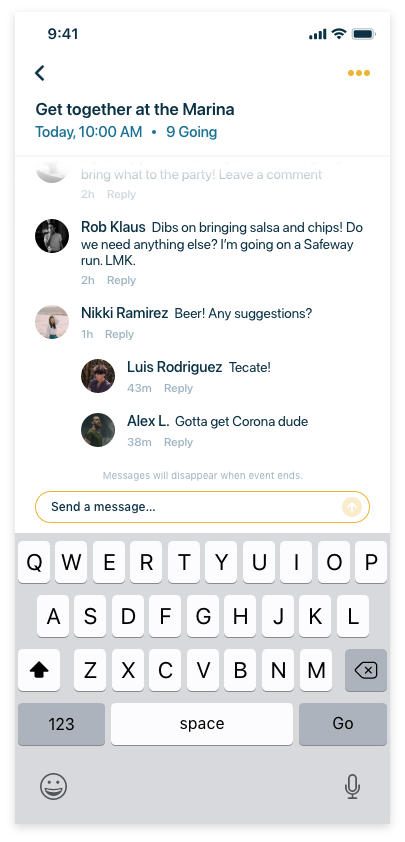 9:41
Get together at the Marina
Today, 10:00 AM • 9 Going
bring what to the party! Leave a comment
2h Reply
Rob Klaus Dibs on bringing salsa and chips! Do
we need anything else? I'm going on a Safeway
run. LMK.
2h Reply
Nikki Ramirez Beer! Any suggestions?
1h Reply
Luis Rodriguez Tecate!
43m Reply
Alex L. Gotta get Corona dude
38m Reply
Messages will disappear when event ends.
Send a message...
Q W E R T Y U I O P
A S D F G H J K L
Z X C V B N M
123 space Go